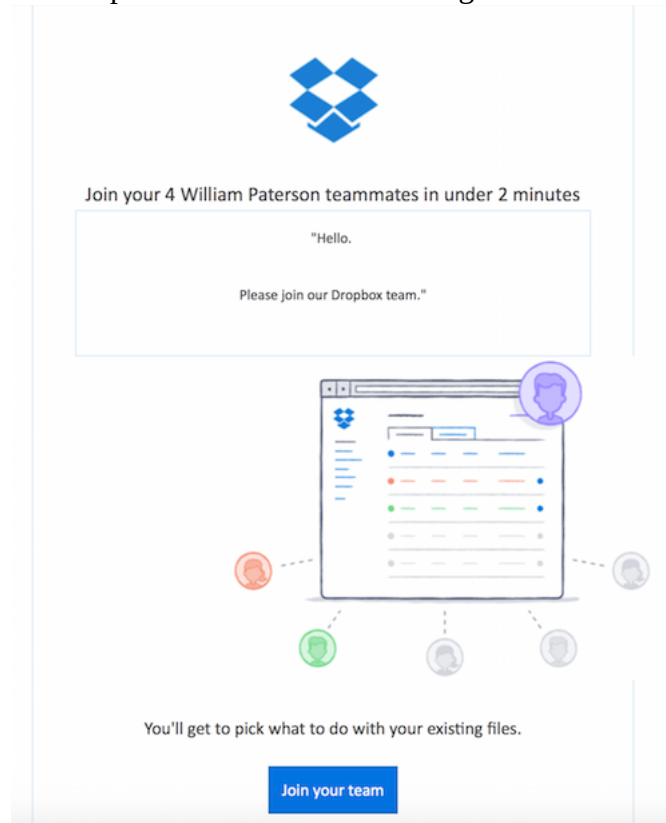 Join your 4 William Paterson teammates in under 2 minutes
"Hello.
Please join our Dropbox team."
You'll get to pick what to do with your existing files.
Join your team